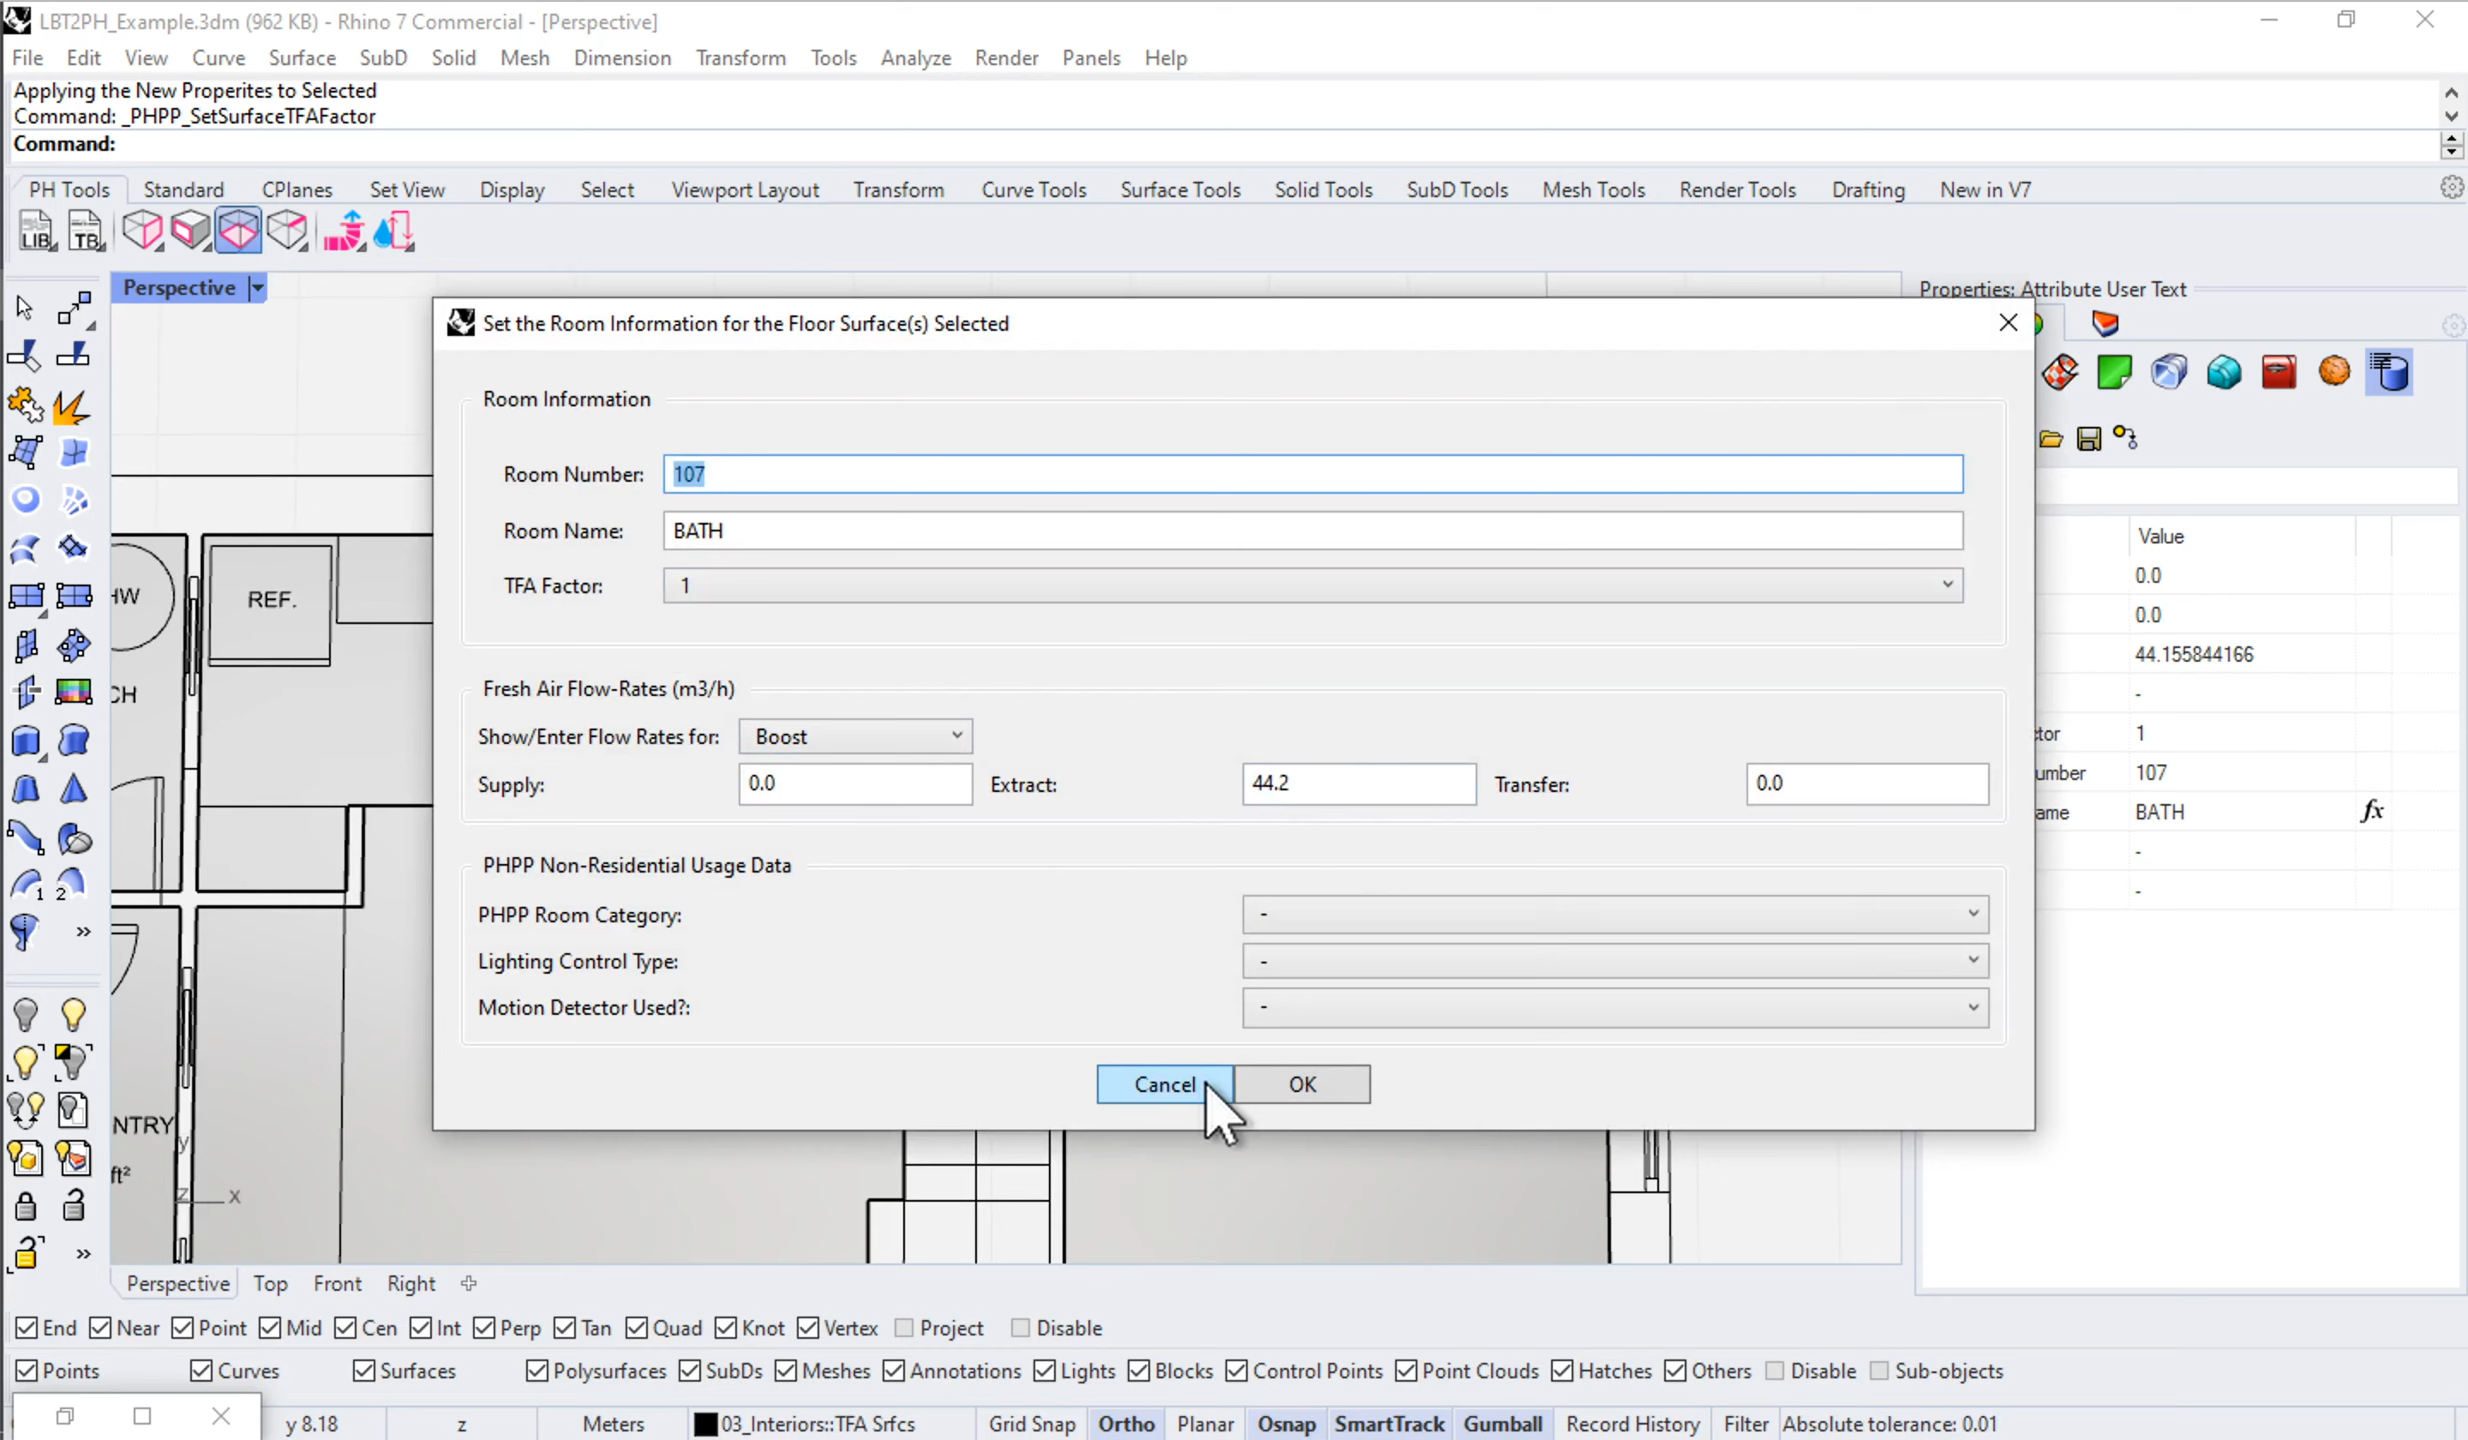 LBT2PH_Example.3dm (962 KB) - Rhino 7 Commercial - [Perspective]
File Edit View Curve Surface SubD Solid Mesh Dimension Transform Tools Analyze Render Panels Help
Applying the New Properites to Selected
Command: _PHPP_SetSurfaceTFAFactor
Command:
PH Tools Standard CPlanes Set View Display Select Viewport Layout Transform Curve Tools Surface Tools Solid Tools SubD Tools Mesh Tools Render Tools Drafting New in V7
LIB TB
Perspective
Properties: Attribute User Text
Set the Room Information for the Floor Surface(s) Selected
Room Information
Room Number: 107
Room Name: BATH
TFA Factor: 1
Fresh Air Flow-Rates (m3/h)
Show/Enter Flow Rates for: Boost
Supply: 0.0 Extract: 44.2 Transfer: 0.0
PHPP Non-Residential Usage Data
PHPP Room Category: -
Lighting Control Type: -
Motion Detector Used?: -
Cancel OK
Value
0.0
0.0
44.155844166
-
ctor 1
umber 107
ame BATH fx
-
-
HW
REF.
CH
NTRY
ft²
y
z x
1 2
Perspective Top Front Right
End Near Point Mid Cen Int Perp Tan Quad Knot Vertex Project Disable
Points Curves Surfaces Polysurfaces SubDs Meshes Annotations Lights Blocks Control Points Point Clouds Hatches Others Disable Sub-objects
y 8.18 z Meters 03_Interiors::TFA Srfcs Grid Snap Ortho Planar Osnap SmartTrack Gumball Record History Filter Absolute tolerance: 0.01